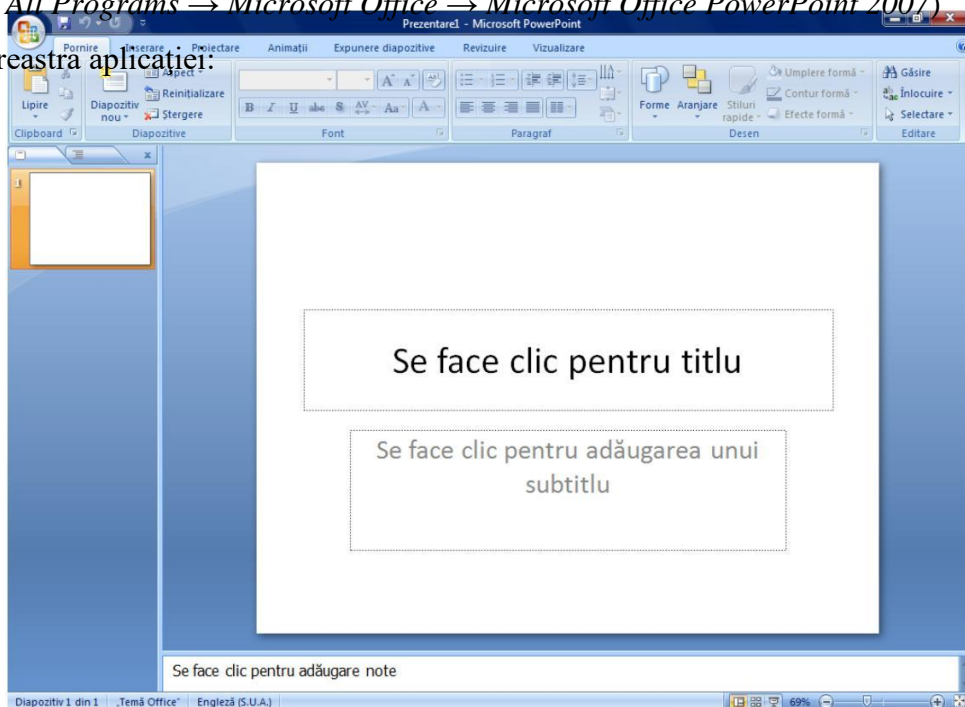 All Programs → Microsoft Office → Microsoft Office PowerPoint 2007)
Prezentare1 - Microsoft PowerPoint
Pornire Inserare Proiectare Animații Expunere diapozitive Revizuire Vizualizare
reastra aplicației:
Aspect
Reinițializare
Ștergere
Lipire
Diapozitiv nou
Forme Aranjare Stiluri rapide
Umplere formă
Contur formă
Efecte formă
Găsire
Înlocuire
Selectare
Clipboard Diapozitive Font Paragraf Desen Editare
1
Se face clic pentru titlu
Se face clic pentru adăugarea unui
subtitlu
Se face clic pentru adăugare note
Diapozitiv 1 din 1 „Temă Office" Engleză (S.U.A.) 69%